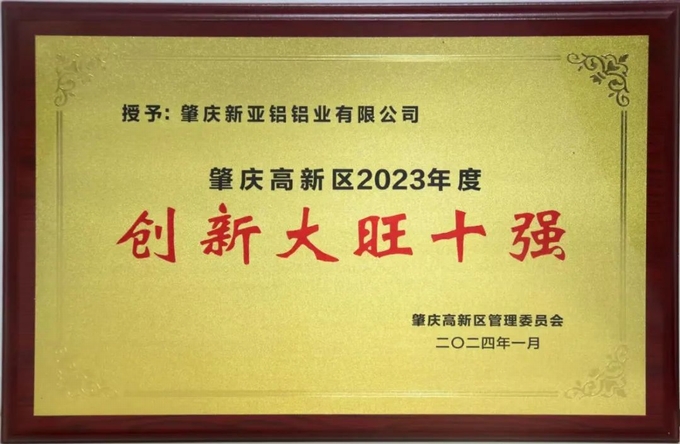 授予：肇庆新亚铝铝业有限公司
肇庆高新区2023年度
创新大旺十强
肇庆高新区管理委员会
二〇二四年一月